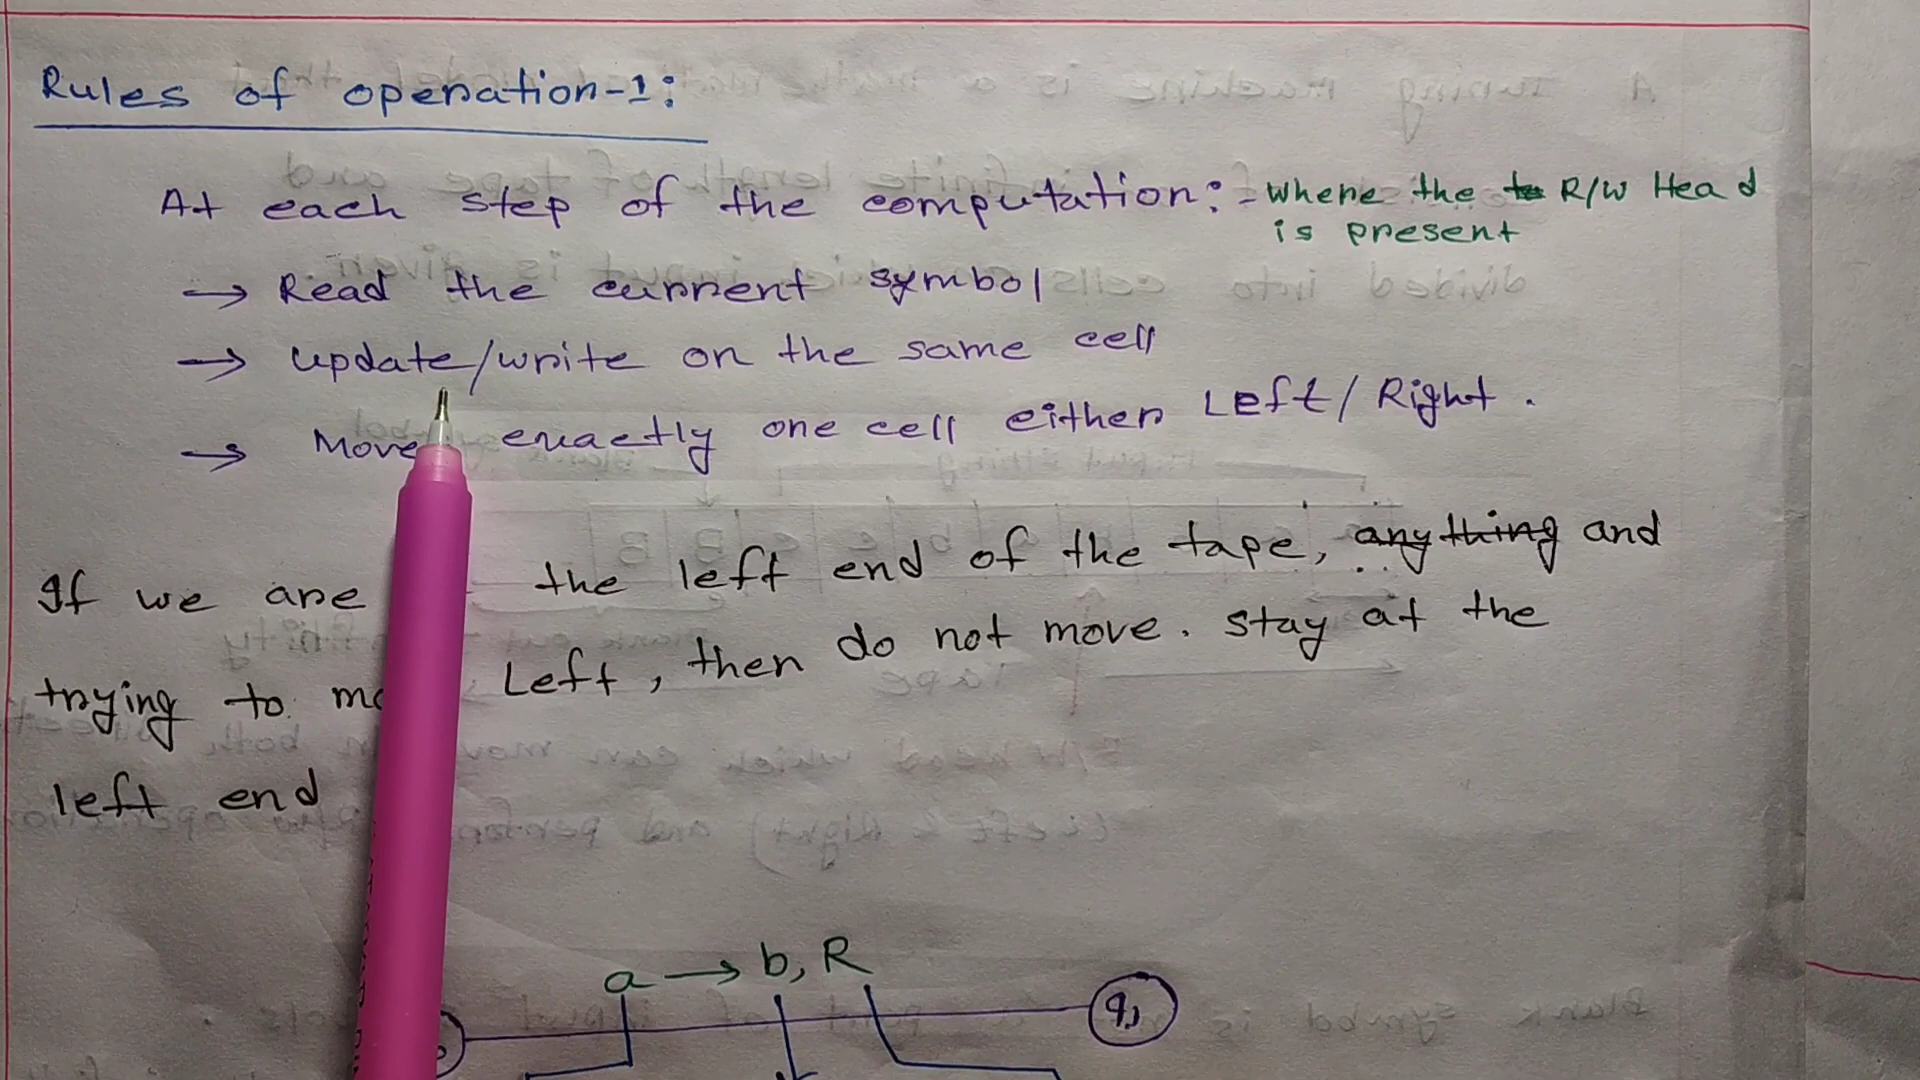 Rules of operation-1:
At each step of the computation:- where the R/W Head
is present
→ Read the current symbol
→ update/write on the same cell
→ Move exactly one cell either Left/Right.
If we are the left end of the tape, anything and
trying to Left, then do not move. stay at the
left end
a → b, R
q1